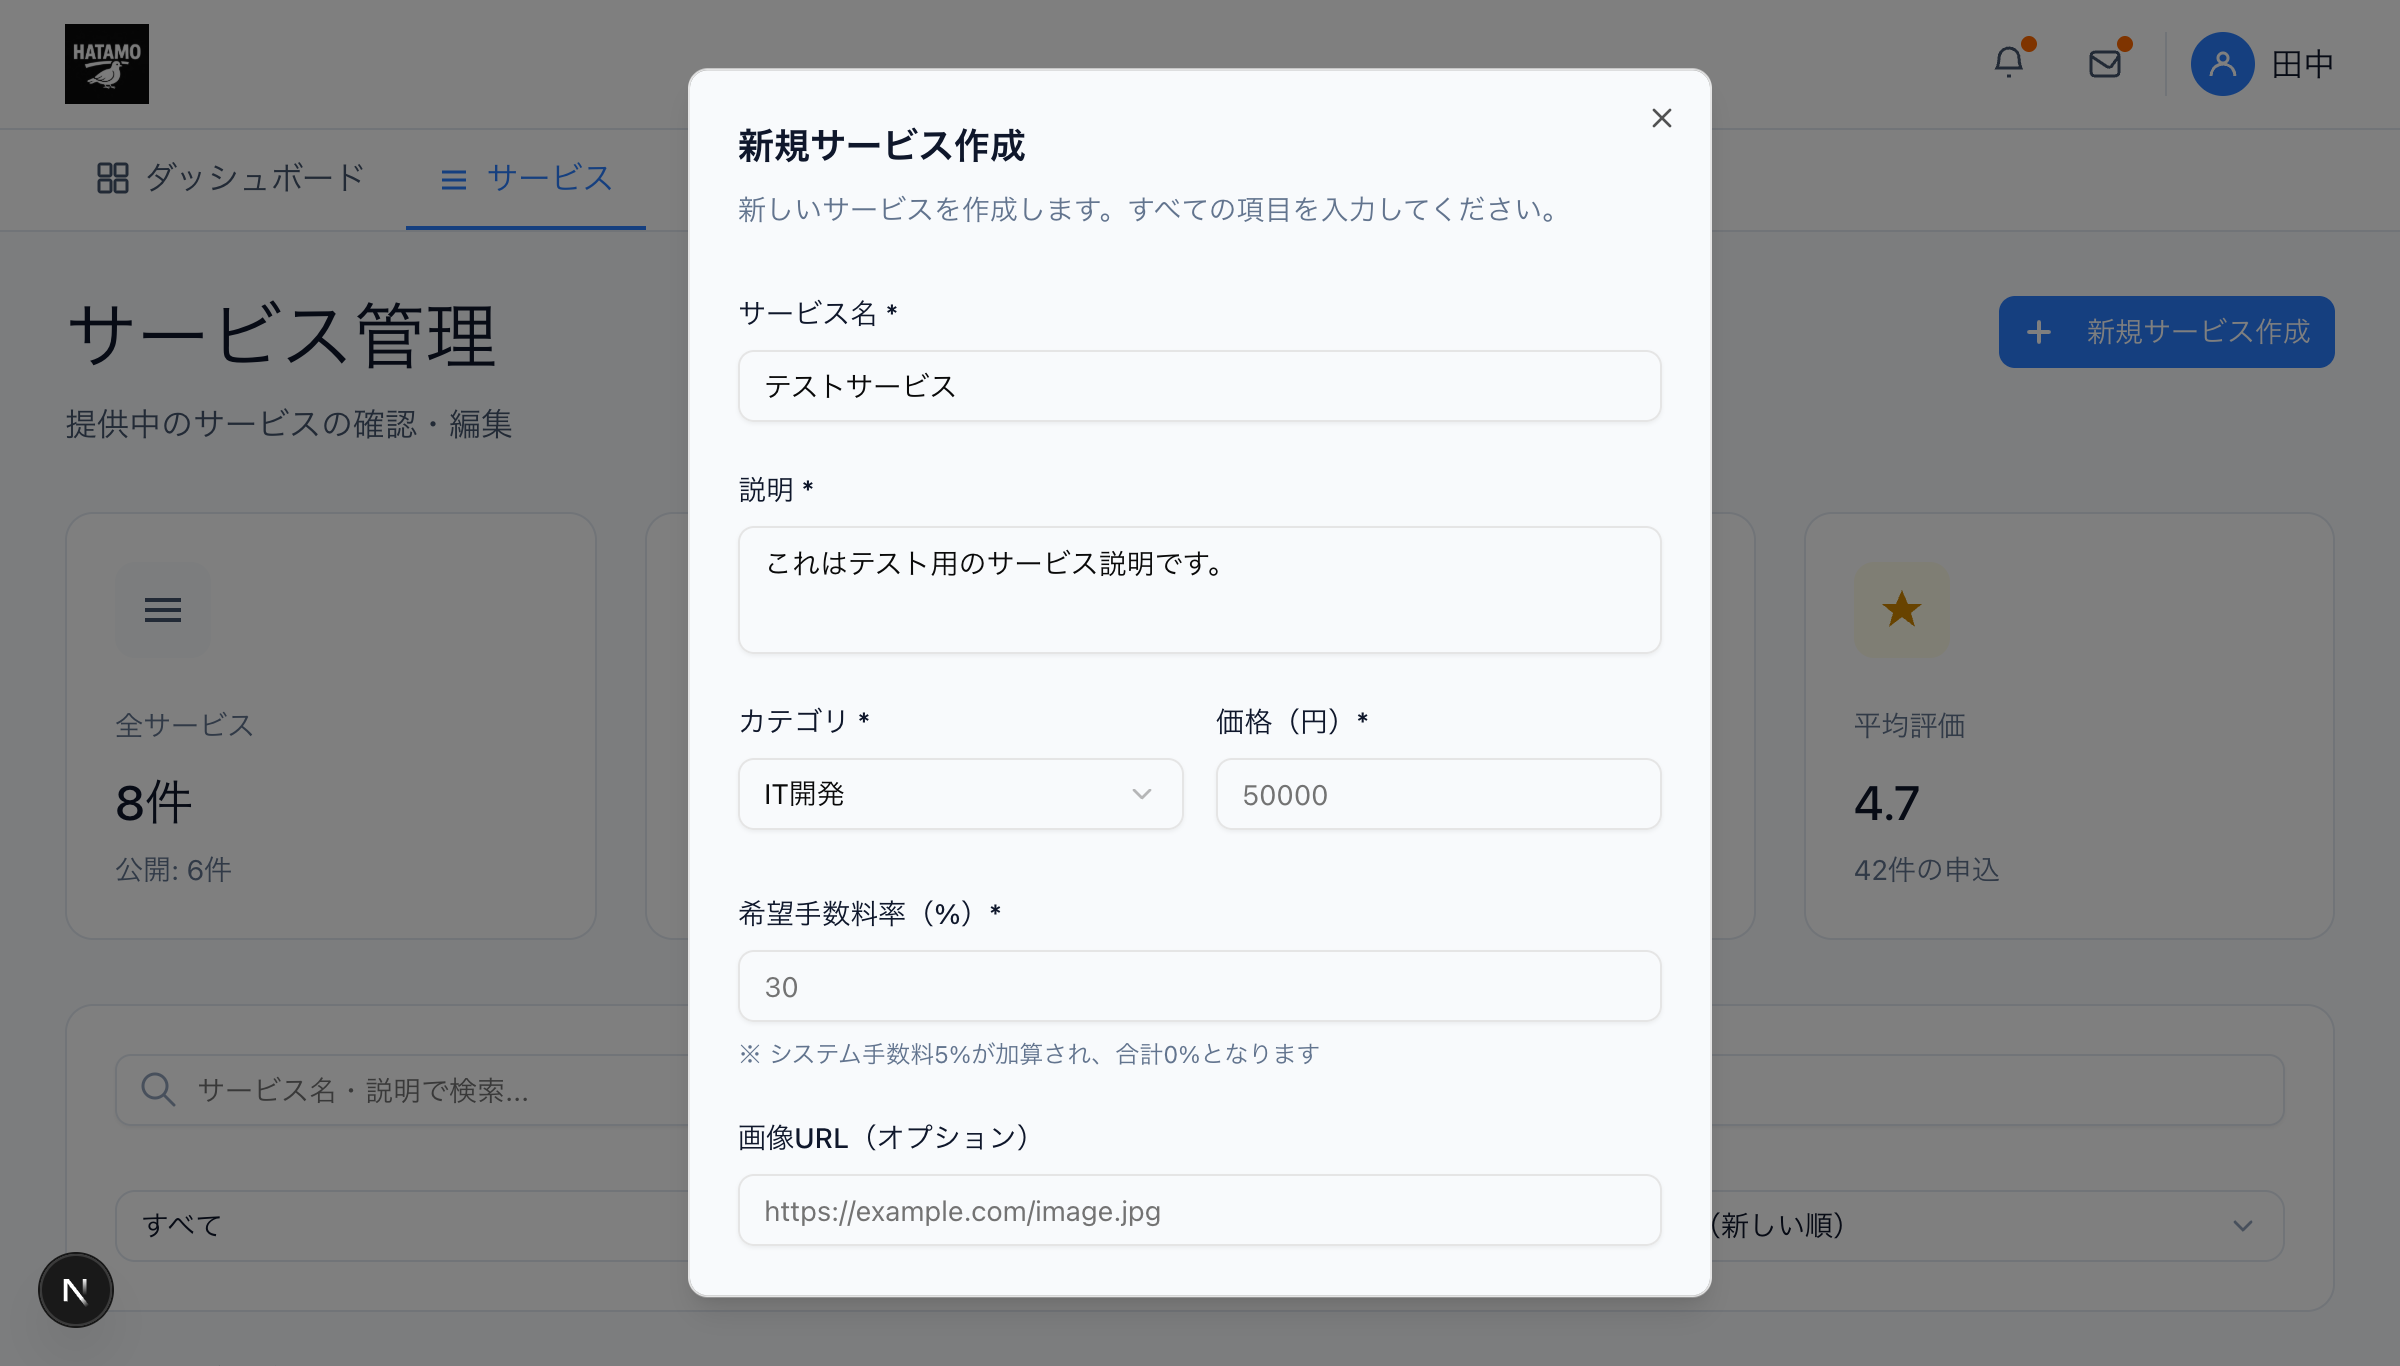 HATAMO
田中
ダッシュボード
サービス
サービス管理
提供中のサービスの確認・編集
新規サービス作成
全サービス
8件
公開: 6件
平均評価
4.7
42件の申込
サービス名・説明で検索...
すべて
(新しい順)
N
新規サービス作成
新しいサービスを作成します。すべての項目を入力してください。
サービス名 *
テストサービス
説明 *
これはテスト用のサービス説明です。
カテゴリ *
IT開発
価格（円）*
50000
希望手数料率（%）*
30
※ システム手数料5%が加算され、合計0%となります
画像URL（オプション）
https://example.com/image.jpg